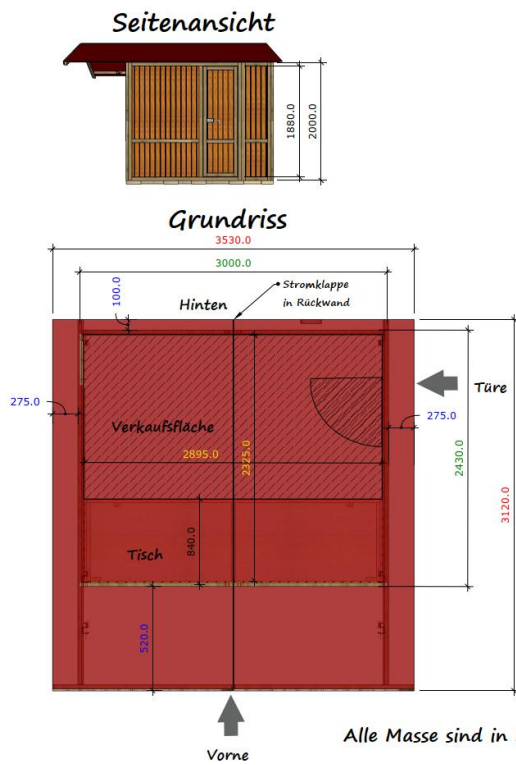 Seitenansicht
1880.0
2000.0
Grundriss
3530.0
3000.0
100.0
Hinten
Stromklappe
in Rückwand
Türe
275.0
275.0
Verkaufsfläche
2895.0
2325.0
2430.0
3120.0
840.0
Tisch
520.0
Vorne
Alle Masse sind in